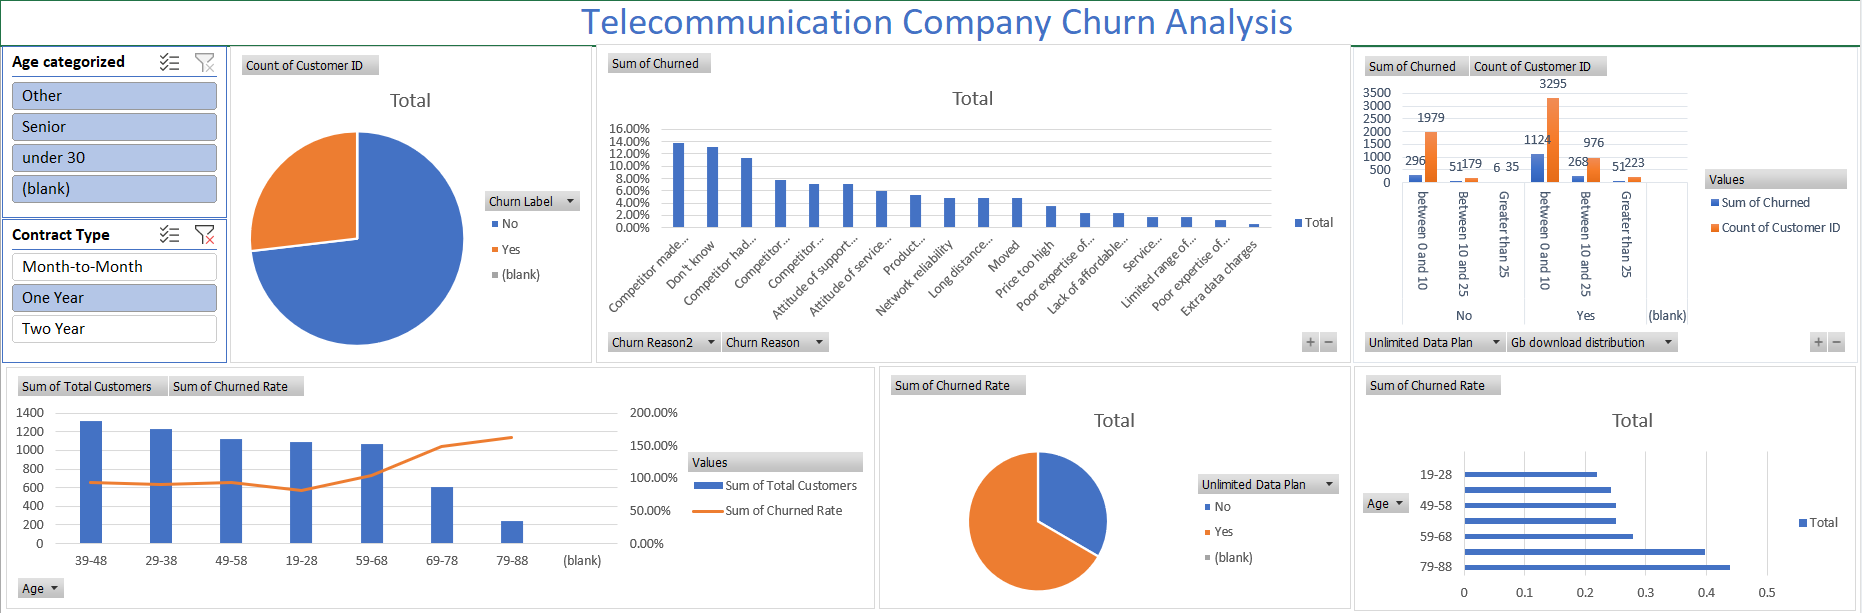 Telecommunication Company Churn Analysis
Age categorized
Other
Senior
under 30
(blank)
Contract Type
Month-to-Month
One Year
Two Year
Count of Customer ID
Total
Churn Label
No
Yes
(blank)
Sum of Churned
Total
16.00%
14.00%
12.00%
10.00%
8.00%
6.00%
4.00%
2.00%
0.00%
Competitor made...
Don't know
Competitor had...
Competitor...
Competitor...
Attitude of support...
Attitude of service...
Product...
Network reliability
Long distance...
Moved
Price too high
Poor expertise of...
Lack of affordable...
Service...
Limited range of...
Poor expertise of...
Extra data charges
Total
Churn Reason2
Churn Reason
Sum of Churned
Count of Customer ID
3500
3000
2500
2000
1500
1000
500
0
296
1979
51
179
6
35
1124
3295
268
976
51
223
between 0 and 10
Between 10 and 25
Greater than 25
between 0 and 10
Between 10 and 25
Greater than 25
No
Yes
(blank)
Values
Sum of Churned
Count of Customer ID
Unlimited Data Plan
Gb download distribution
Sum of Total Customers
Sum of Churned Rate
1400
1200
1000
800
600
400
200
0
200.00%
150.00%
100.00%
50.00%
0.00%
39-48
29-38
49-58
19-28
59-68
69-78
79-88
(blank)
Values
Sum of Total Customers
Sum of Churned Rate
Age
Sum of Churned Rate
Total
Unlimited Data Plan
No
Yes
(blank)
Sum of Churned Rate
Total
Age
19-28
49-58
59-68
79-88
0
0.1
0.2
0.3
0.4
0.5
Total